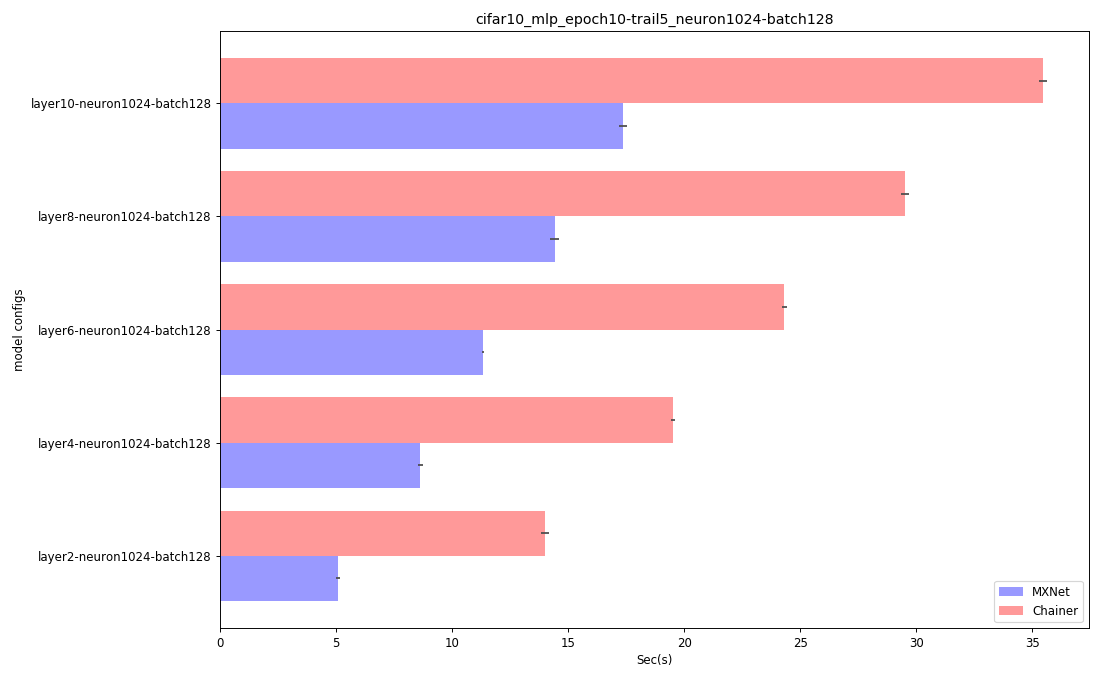 cifar10_mlp_epoch10-trail5_neuron1024-batch128
layer10-neuron1024-batch128
layer8-neuron1024-batch128
layer6-neuron1024-batch128
layer4-neuron1024-batch128
layer2-neuron1024-batch128
model configs
MXNet
Chainer
0 5 10 15 20 25 30 35
Sec(s)